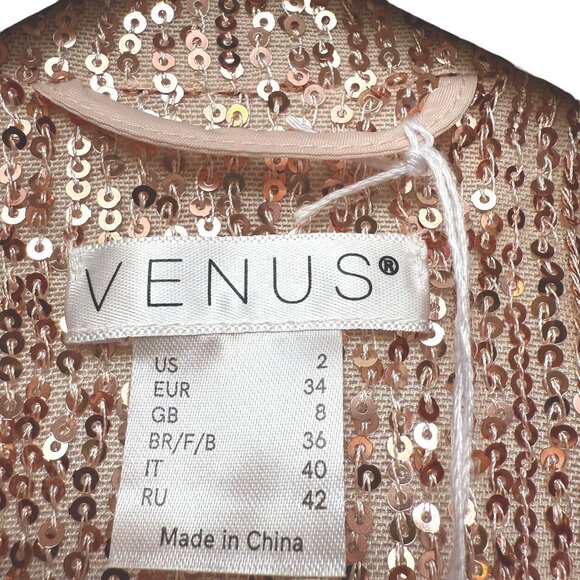 VENUS®
US 2
EUR 34
GB 8
BR/F/B 36
IT 40
RU 42
Made in China